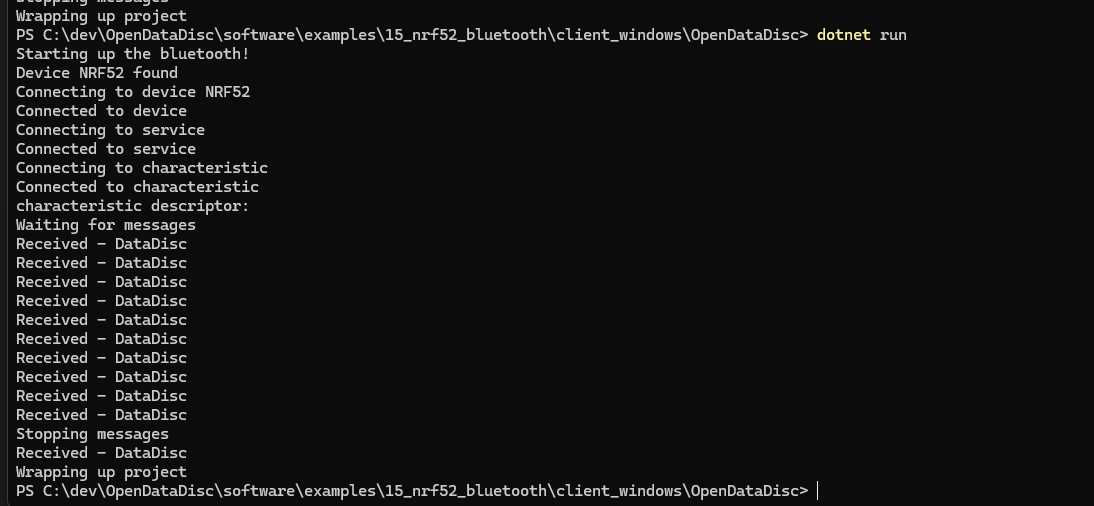 Stopping messages
Wrapping up project
PS C:\dev\OpenDataDisc\software\examples\15_nrf52_bluetooth\client_windows\OpenDataDisc> dotnet run
Starting up the bluetooth!
Device NRF52 found
Connecting to device NRF52
Connected to device
Connecting to service
Connected to service
Connecting to characteristic
Connected to characteristic
characteristic descriptor:
Waiting for messages
Received - DataDisc
Received - DataDisc
Received - DataDisc
Received - DataDisc
Received - DataDisc
Received - DataDisc
Received - DataDisc
Received - DataDisc
Received - DataDisc
Received - DataDisc
Stopping messages
Received - DataDisc
Wrapping up project
PS C:\dev\OpenDataDisc\software\examples\15_nrf52_bluetooth\client_windows\OpenDataDisc>